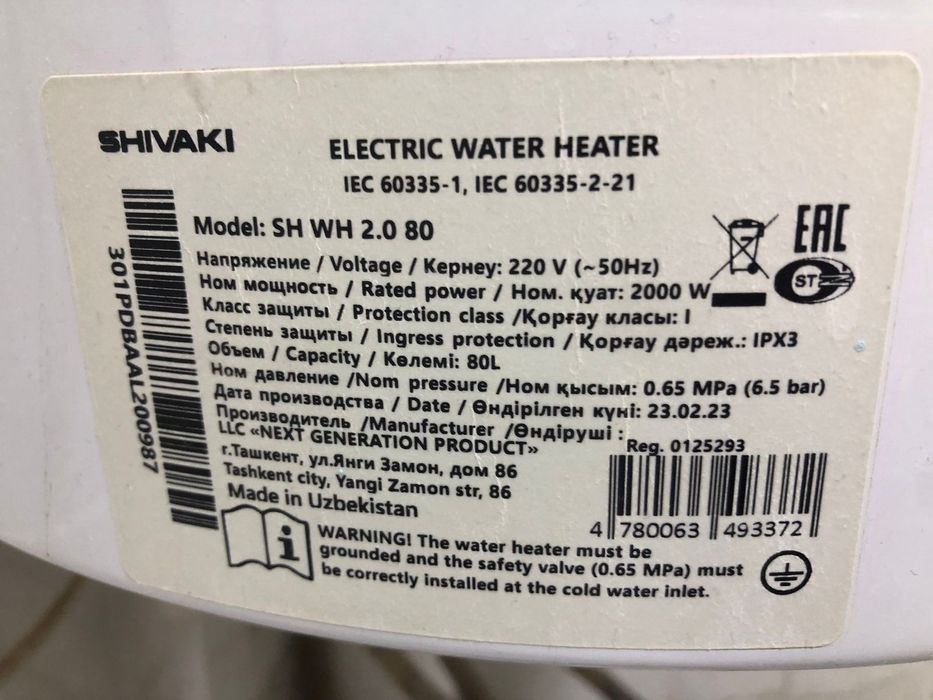 SHIVAKI
ELECTRIC WATER HEATER
IEC 60335-1, IEC 60335-2-21
Model: SH WH 2.0 80
EAC
ST
Напряжение / Voltage / Кернеу: 220 V (~50Hz)
Ном мощность / Rated power / Ном. қуат: 2000 W
Класс защиты / Protection class /Қорғау класы: I
Степень защиты / Ingress protection / Қорғау дәреж.: IPX3
Объем / Capacity / Көлемі: 80L
Ном давление /Nom pressure /Ном қысым: 0.65 MPa (6.5 bar)
Дата производства / Date / Өндірілген күні: 23.02.23
Производитель /Manufacturer /Өндіруші :
LLC «NEXT GENERATION PRODUCT»
Reg. 0125293
г.Ташкент, ул.Янги Замон, дом 86
Tashkent city, Yangi Zamon str, 86
Made in Uzbekistan
4 780063 493372
WARNING! The water heater must be
grounded and the safety valve (0.65 MPa) must
be correctly installed at the cold water inlet.
301PDBAAL200987